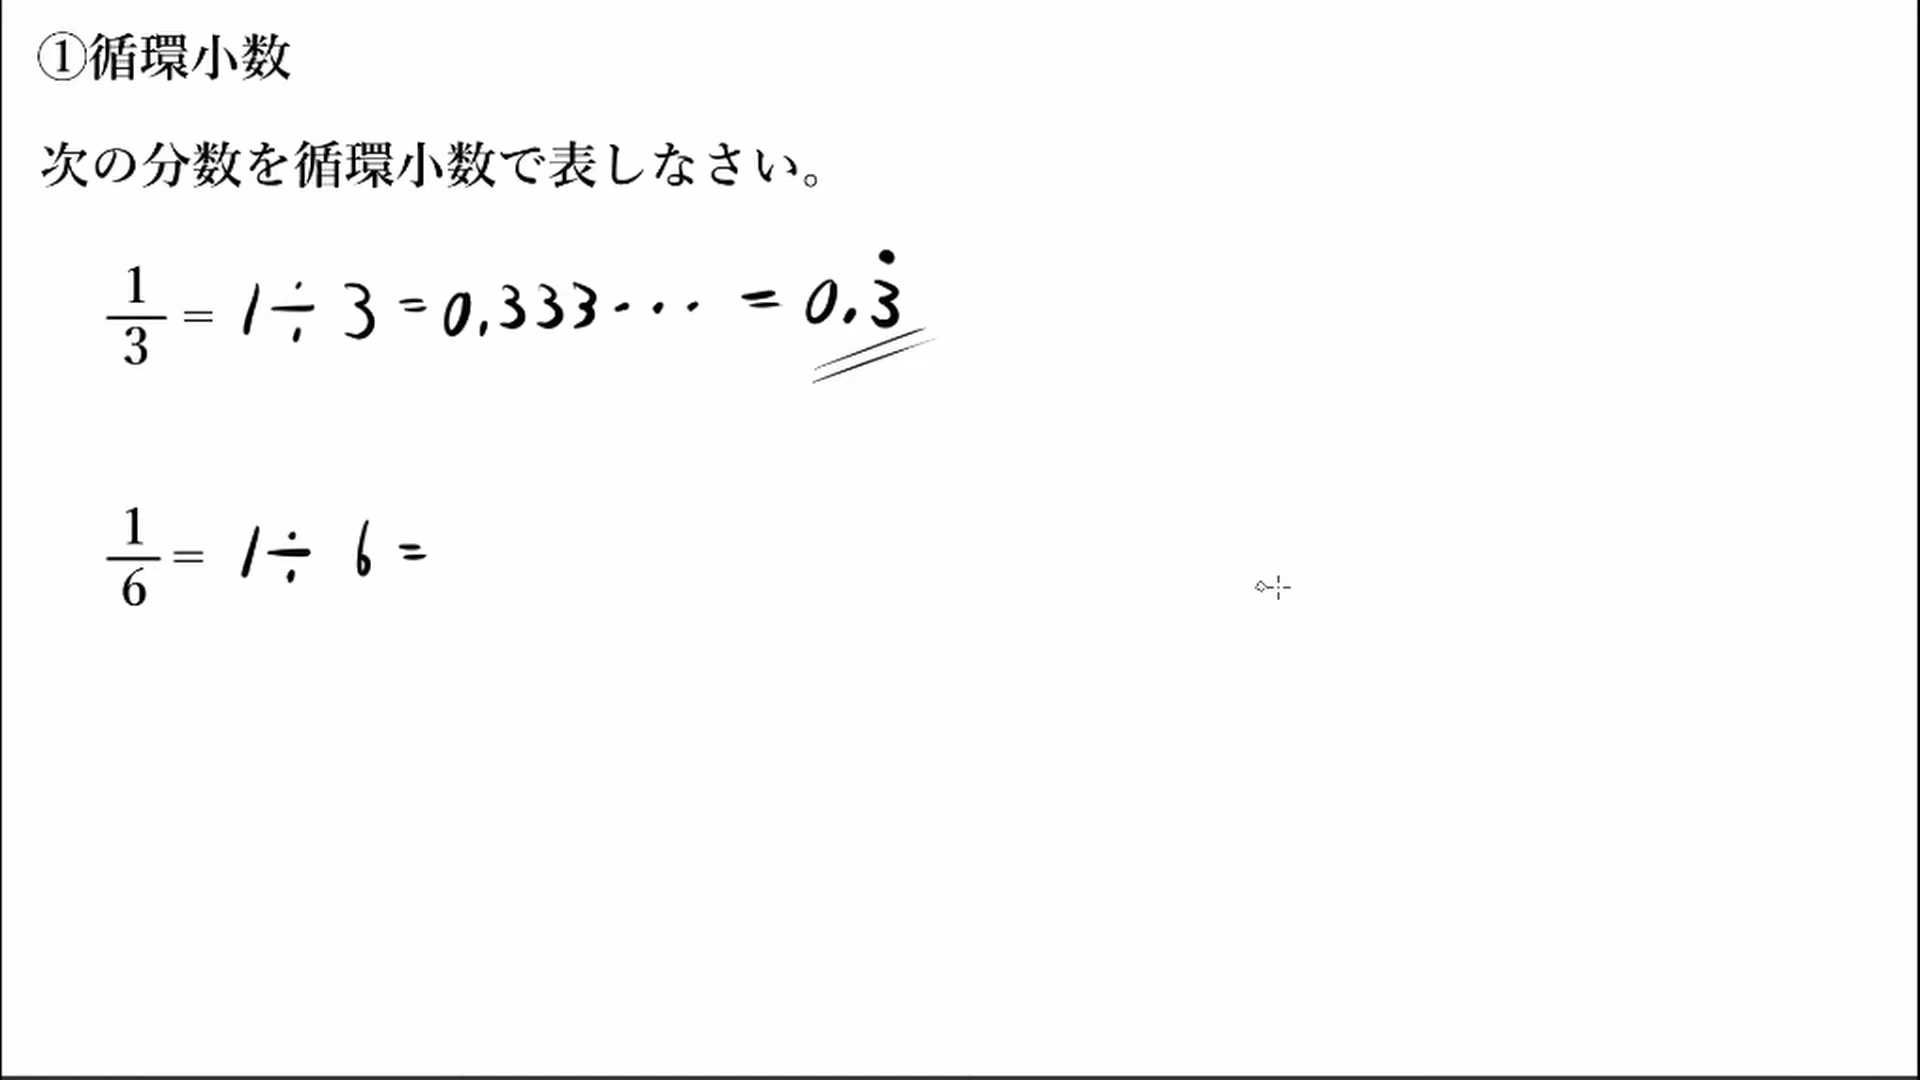 ①循環小数
次の分数を循環小数で表しなさい。
1/3 = 1 ÷ 3 = 0.333・・・ = 0.3̇
1/6 = 1 ÷ 6 =